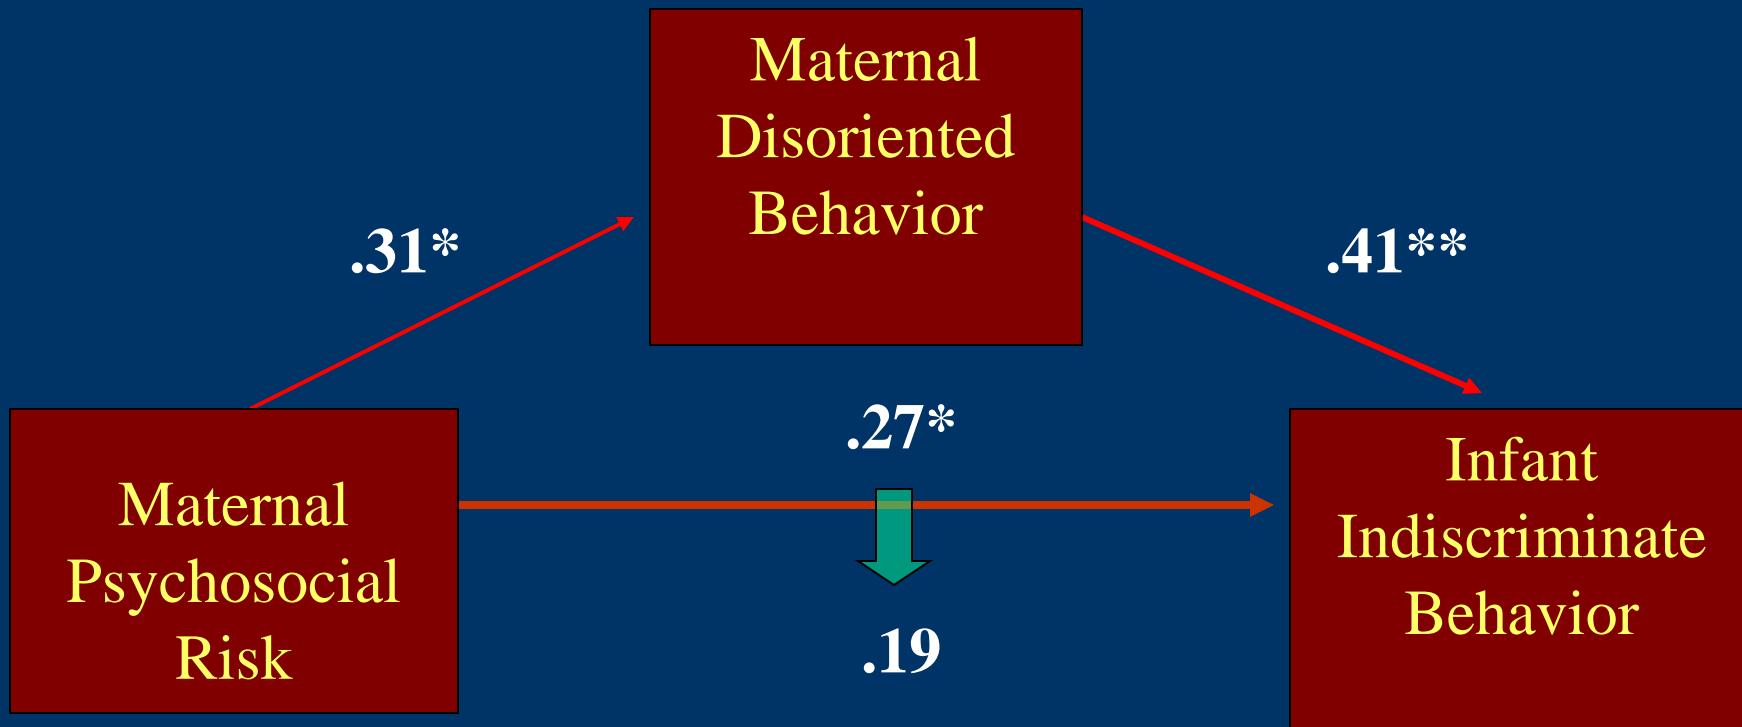 Maternal
Disoriented
Behavior
.31*
.41**
.27*
Maternal
Psychosocial
Risk
Infant
Indiscriminate
Behavior
.19